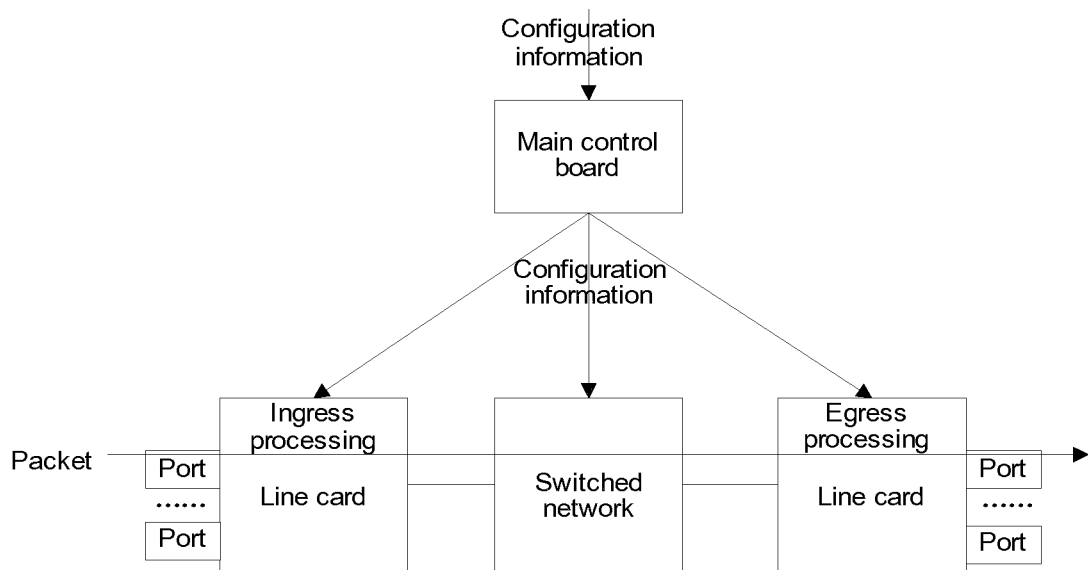 Configuration
information
Main control
board
Configuration
information
Ingress
processing
Egress
processing
Packet
Port
Line card
Switched
network
Line card
Port
......
......
Port
Port